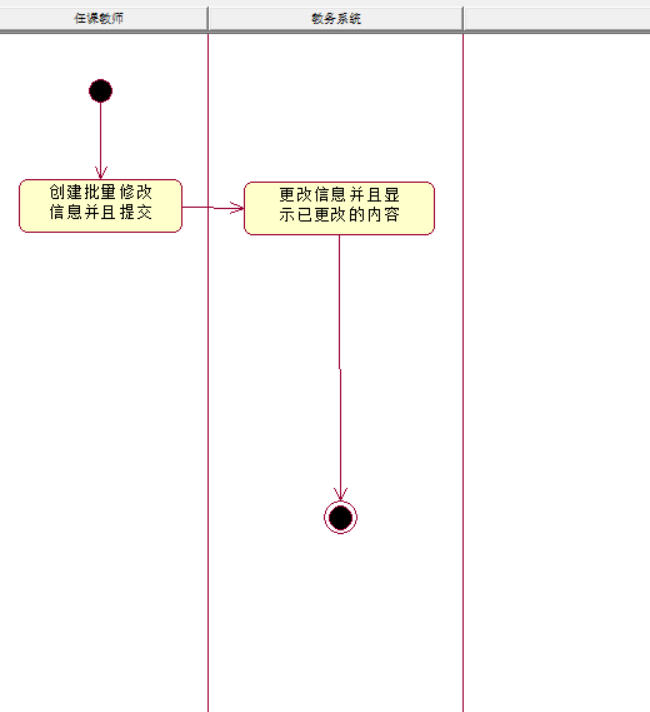 任课教师
教务系统
创建批量修改
信息并且提交
更改信息并且显
示已更改的内容